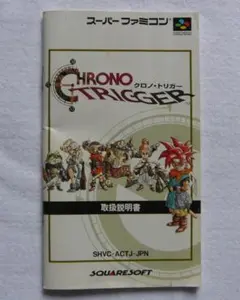 スーパーファミコン
CHRONO
クロノ・トリガー
TRIGGER
取扱説明書
SHVC-ACTJ-JPN
SQUARESOFT